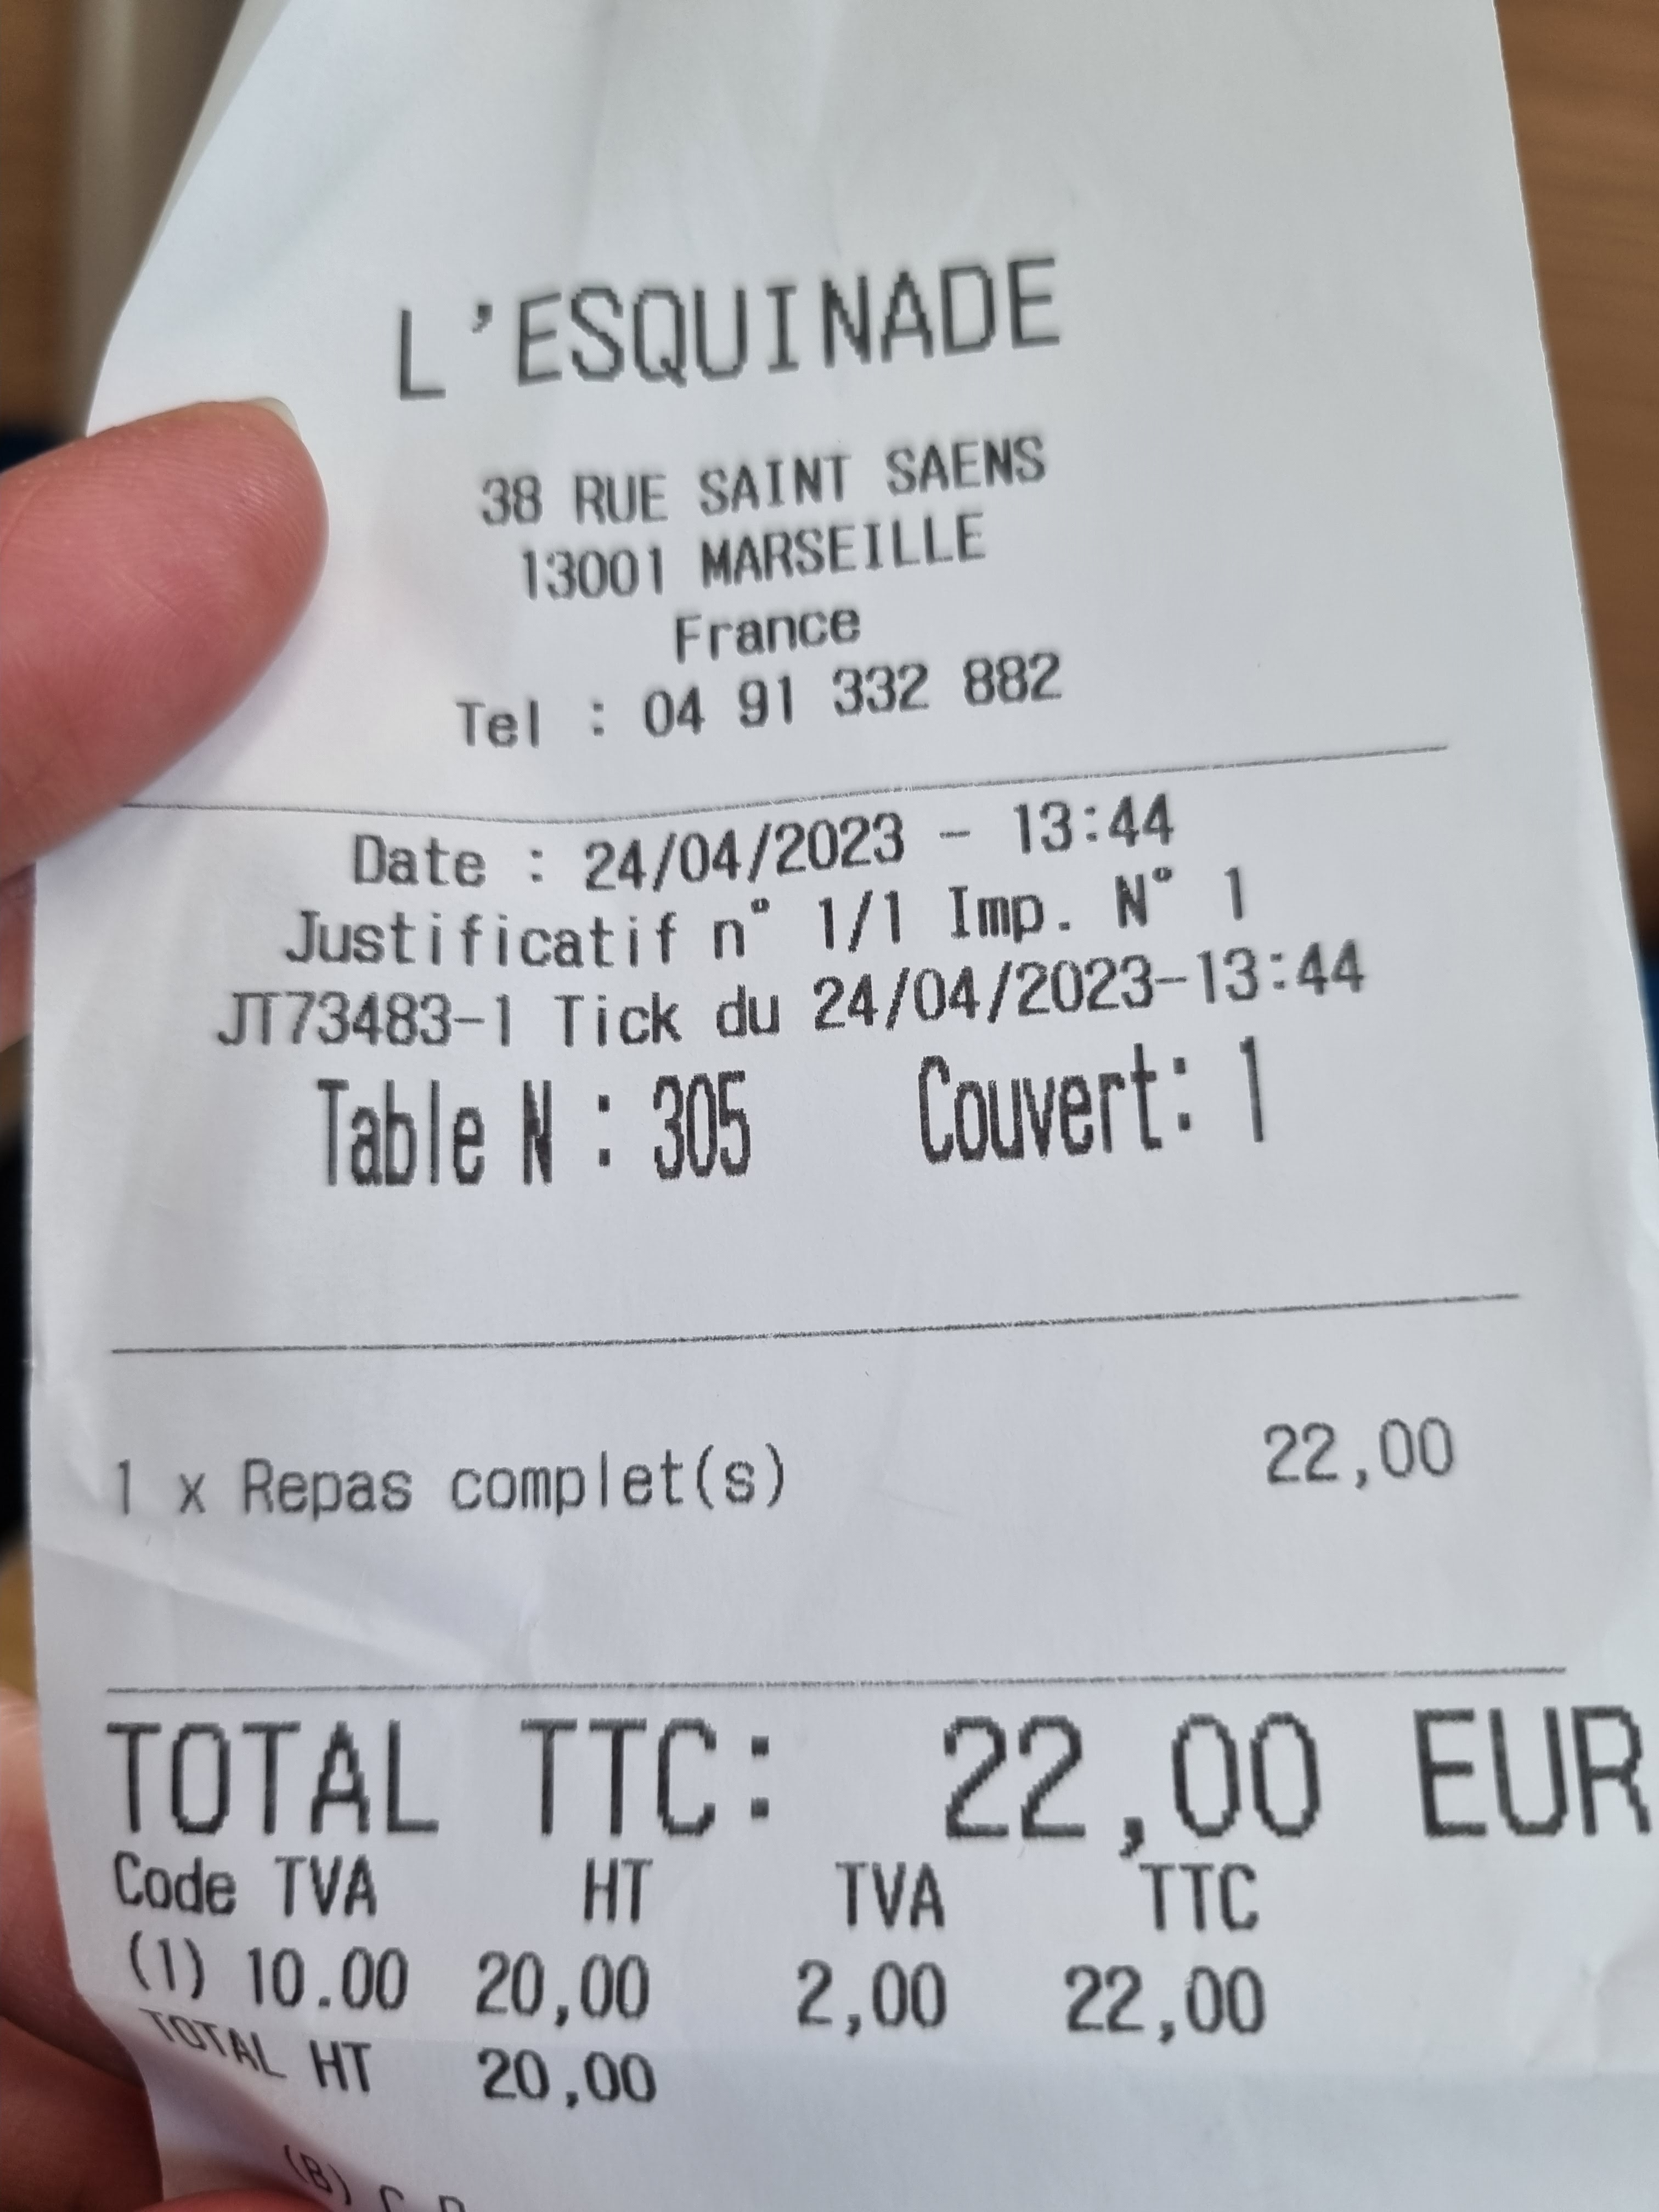 L'ESQUINADE
38 RUE SAINT SAENS
13001 MARSEILLE
France
Tel : 04 91 332 882
Date : 24/04/2023 - 13:44
Justificatif n° 1/1 Imp. N° 1
JT73483-1 Tick du 24/04/2023-13:44
Table N : 305 Couvert: 1
1 x Repas complet(s) 22,00
TOTAL TTC: 22,00 EUR
Code TVA HT TVA TTC
(1) 10.00 20,00 2,00 22,00
TOTAL HT 20,00
(B)